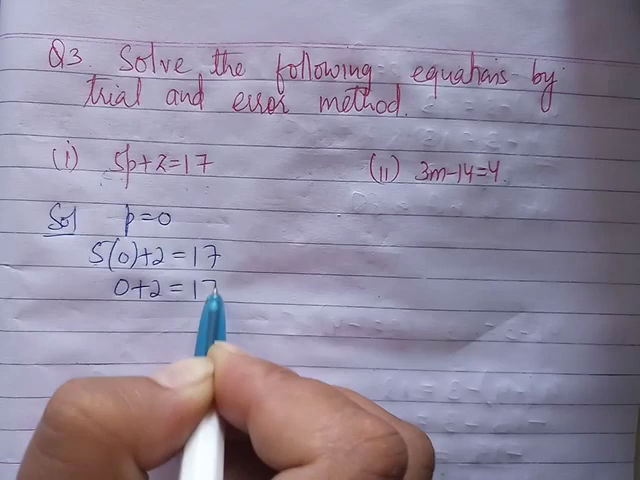 Q3. Solve the following equations by
trial and error method.
(i) 5p+2=17 (ii) 3m-14=4.
Sol p=0
5(0)+2=17
0+2=17